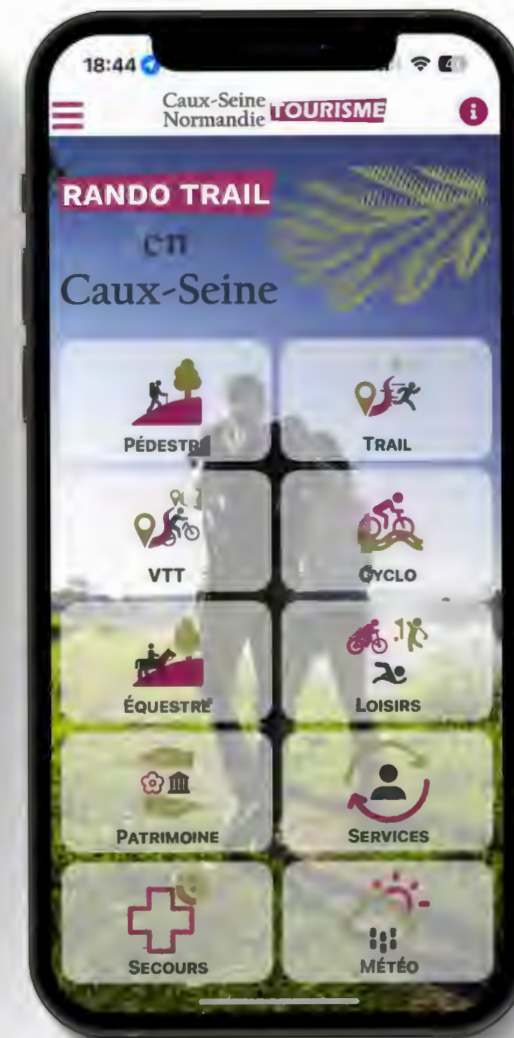 18:44
Caux-Seine
Normandie TOURISME
RANDO TRAIL
en
Caux-Seine
PÉDESTRE
TRAIL
VTT
CYCLO
ÉQUESTRE
LOISIRS
PATRIMOINE
SERVICES
SECOURS
MÉTÉO